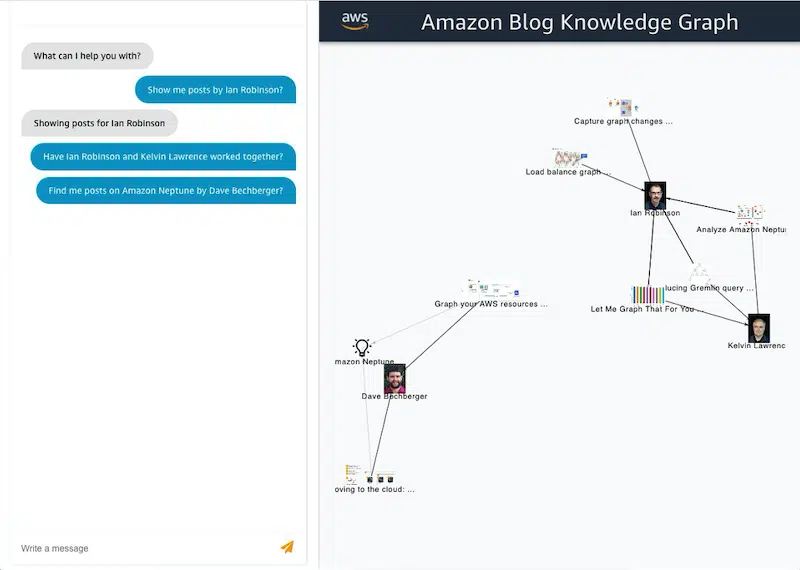 What can I help you with?
Show me posts by Ian Robinson?
Showing posts for Ian Robinson
Have Ian Robinson and Kelvin Lawrence worked together?
Find me posts on Amazon Neptune by Dave Bechberger?
Write a message
aws
Amazon Blog Knowledge Graph
Capture graph changes ...
Load balance graph ...
Ian Robinson
Analyze Amazon Neptu
lucing Gremlin query ...
Let Me Graph That For You ...
Kelvin Lawrenc
Graph your AWS resources ...
mazon Neptune
Dave Bechberger
oving to the cloud: ...